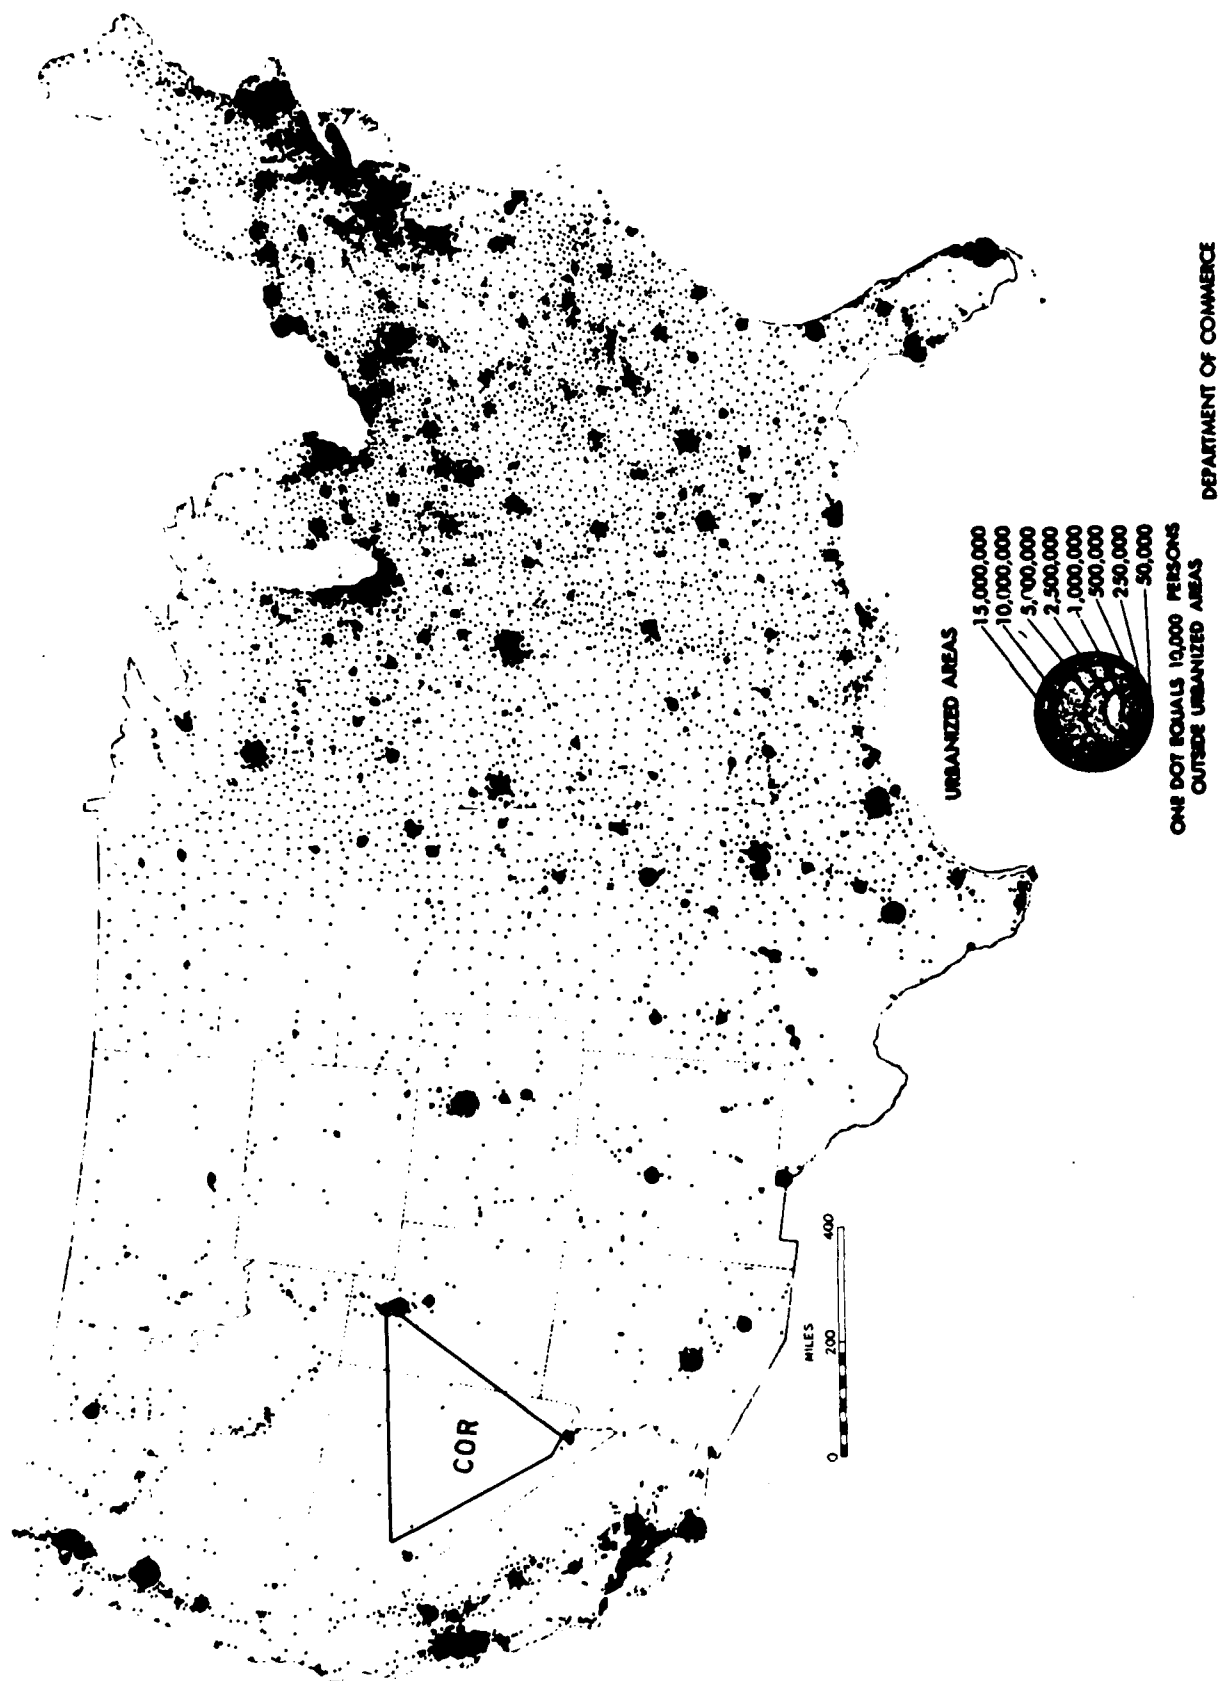 COR
MILES
0 200 400
URBANIZED AREAS
15,000,000
10,000,000
5,000,000
2,500,000
1,000,000
500,000
250,000
50,000
ONE DOT EQUALS 10,000 PERSONS
OUTSIDE URBANIZED AREAS
DEPARTMENT OF COMMERCE